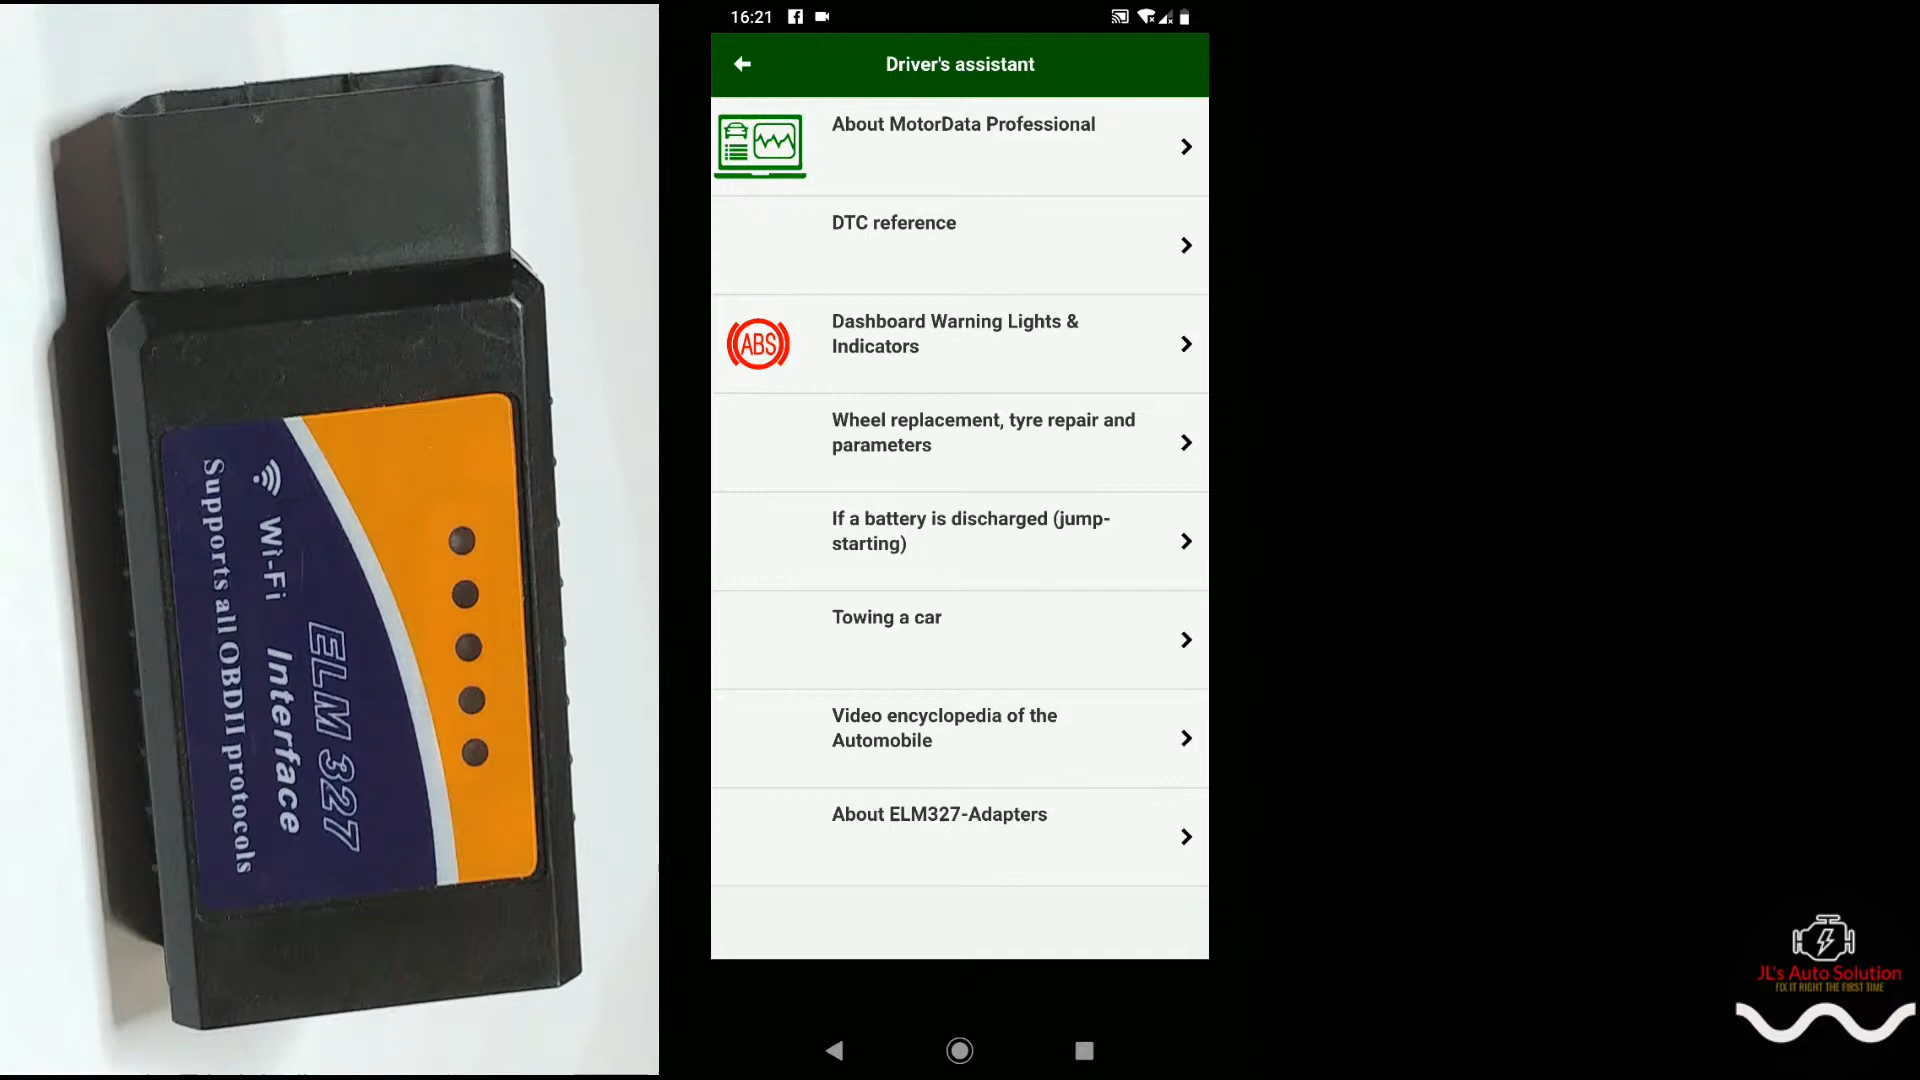 Supports all OBDII protocols
Wi-Fi Interface
ELM 327
16:21
Driver's assistant
About MotorData Professional
DTC reference
ABS
Dashboard Warning Lights &
Indicators
Wheel replacement, tyre repair and
parameters
If a battery is discharged (jump-
starting)
Towing a car
Video encyclopedia of the
Automobile
About ELM327-Adapters
JL's Auto Solution
FIX IT RIGHT THE FIRST TIME